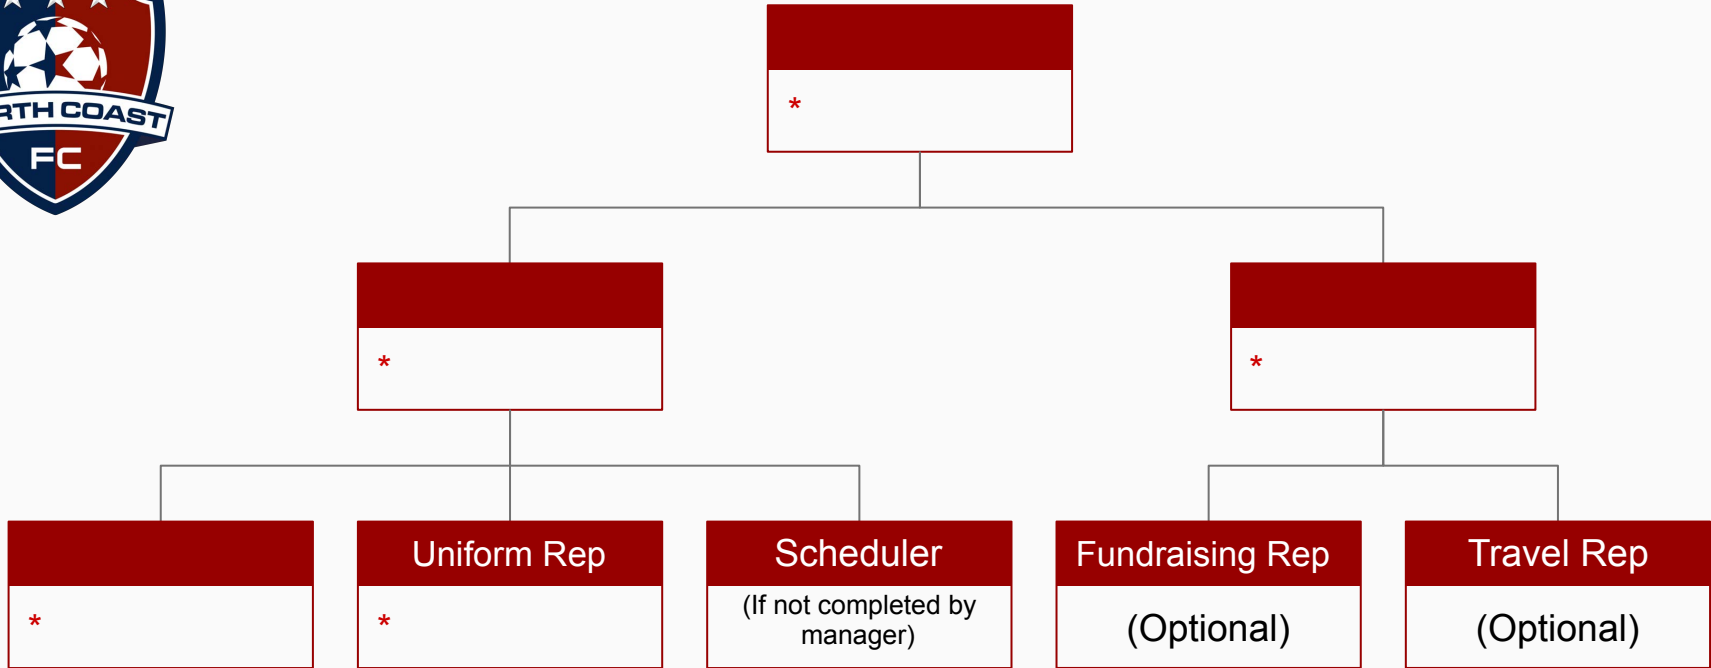 RTH COAST
FC
*
*
*
Uniform Rep
Scheduler
Fundraising Rep
Travel Rep
*
*
(If not completed by
manager)
(Optional)
(Optional)